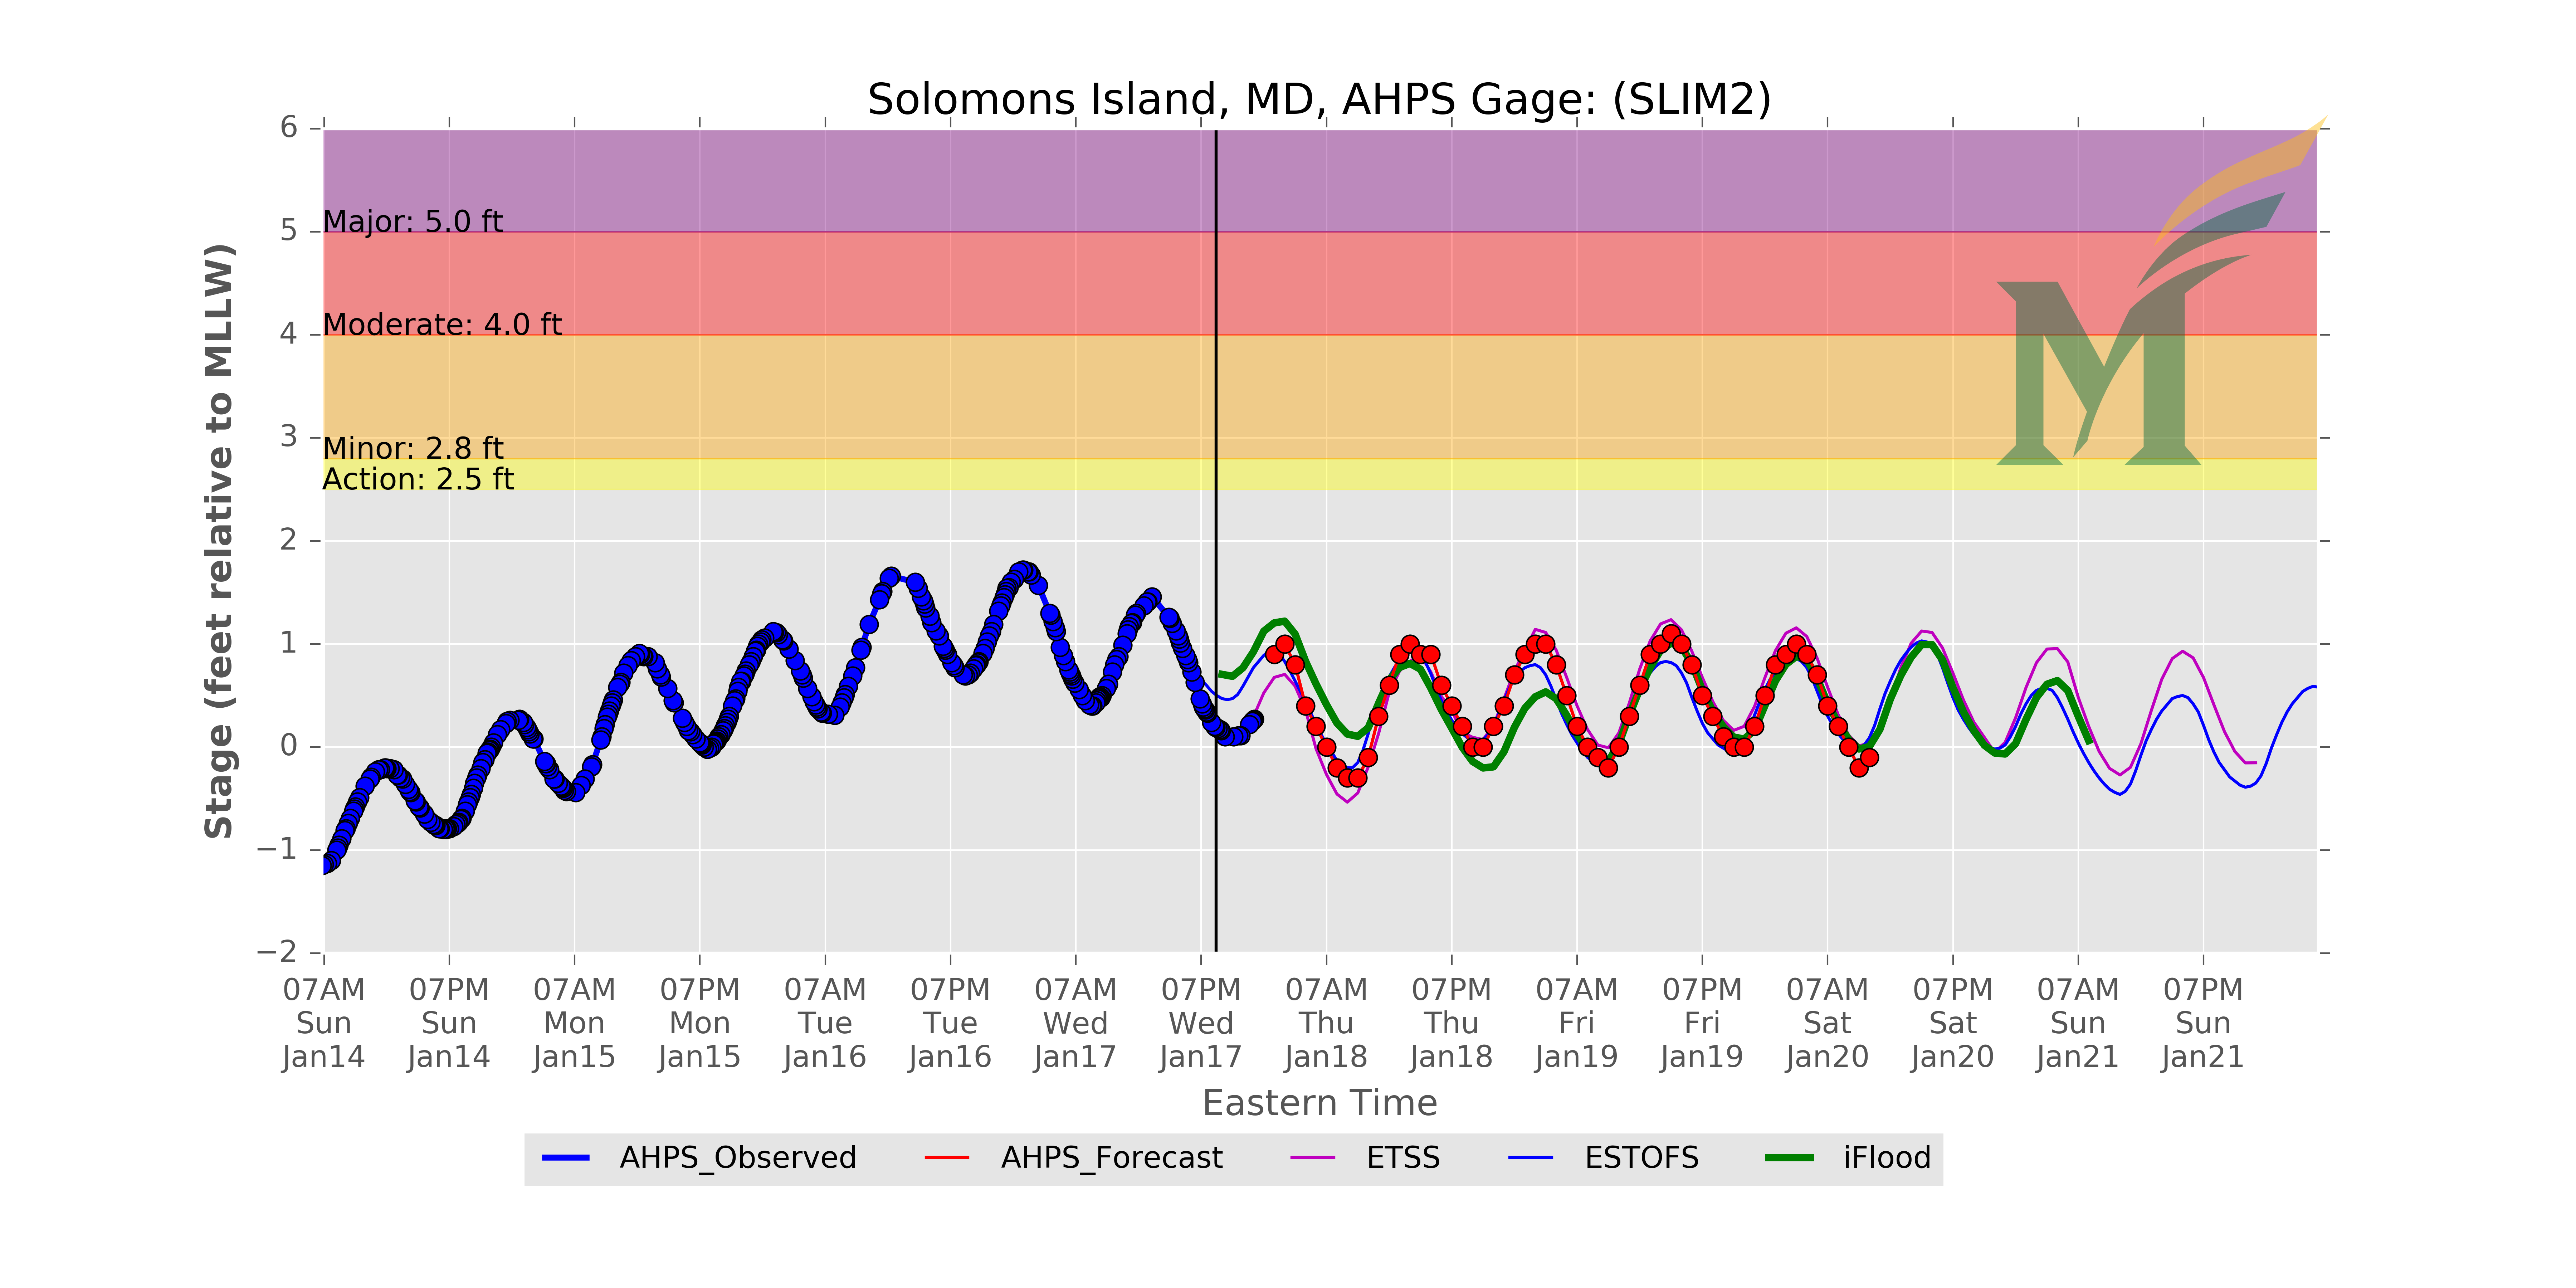 Solomons Island, MD, AHPS Gage: (SLIM2)
6
5
4
3
2
1
0
−1
−2
Stage (feet relative to MLLW)
Major: 5.0 ft
Moderate: 4.0 ft
Minor: 2.8 ft
Action: 2.5 ft
M
07AM 07PM 07AM 07PM 07AM 07PM 07AM 07PM 07AM 07PM 07AM 07PM 07AM 07PM 07AM 07PM
Sun Sun Mon Mon Tue Tue Wed Wed Thu Thu Fri Fri Sat Sat Sun Sun
Jan14 Jan14 Jan15 Jan15 Jan16 Jan16 Jan17 Jan17 Jan18 Jan18 Jan19 Jan19 Jan20 Jan20 Jan21 Jan21
Eastern Time
AHPS_Observed AHPS_Forecast ETSS ESTOFS iFlood